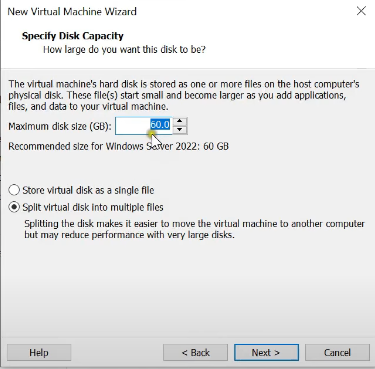 New Virtual Machine Wizard
Specify Disk Capacity
How large do you want this disk to be?
The virtual machine's hard disk is stored as one or more files on the host computer's
physical disk. These file(s) start small and become larger as you add applications,
files, and data to your virtual machine.
Maximum disk size (GB): 60.0
Recommended size for Windows Server 2022: 60 GB
Store virtual disk as a single file
Split virtual disk into multiple files
Splitting the disk makes it easier to move the virtual machine to another computer
but may reduce performance with very large disks.
Help < Back Next > Cancel